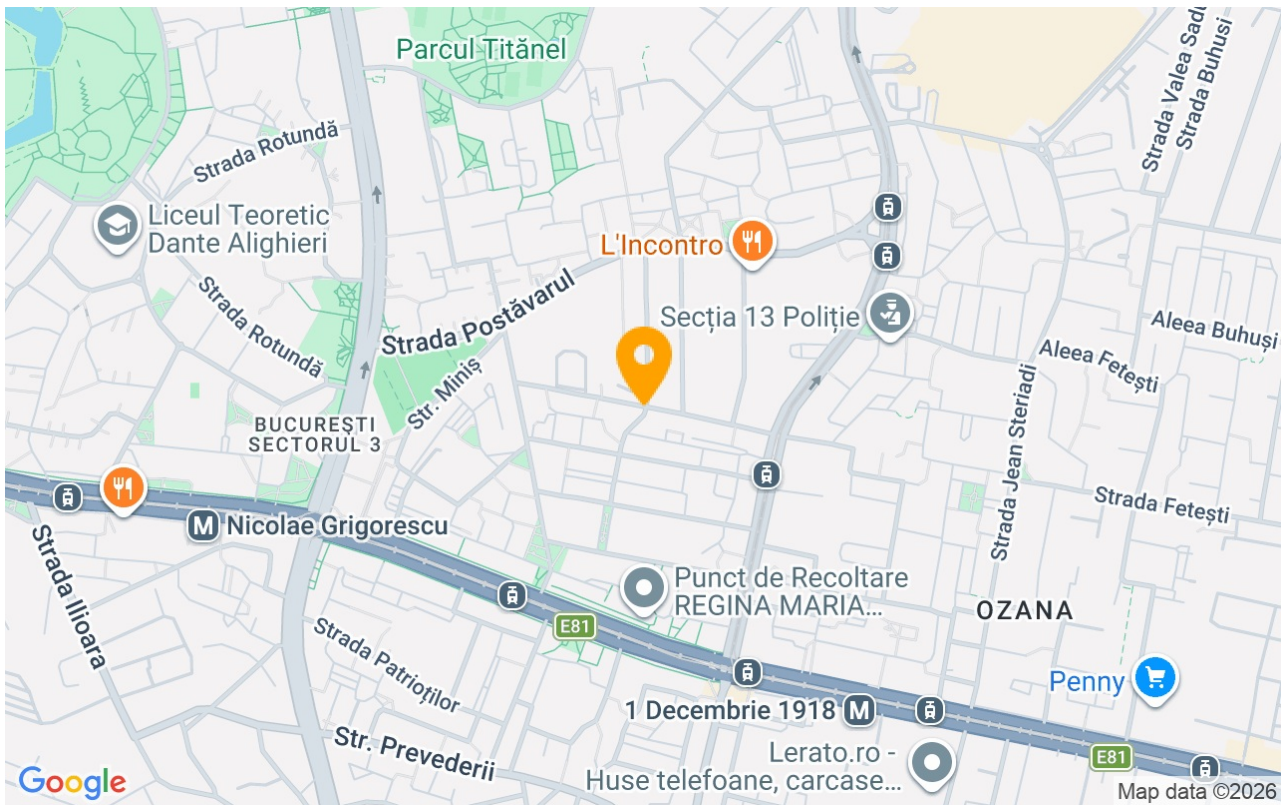 Parcul Titănel
Strada Valea Sadu
Strada Buhusi
Strada Rotundă
Liceul Teoretic
Dante Alighieri
L'Incontro
Strada Postăvarul
Secția 13 Poliție
Strada Rotundă
Aleea Buhuși
Aleea Fetești
Str. Miniș
Strada Jean Steriadi
BUCUREȘTI
SECTORUL 3
Strada Fetești
M Nicolae Grigorescu
Strada Ilioara
Punct de Recoltare
REGINA MARIA...
OZANA
E81
Strada Patrioților
Penny
1 Decembrie 1918 M
Str. Prevederii
Lerato.ro -
Huse telefoane, carcase...
E81
Google
Map data ©2026